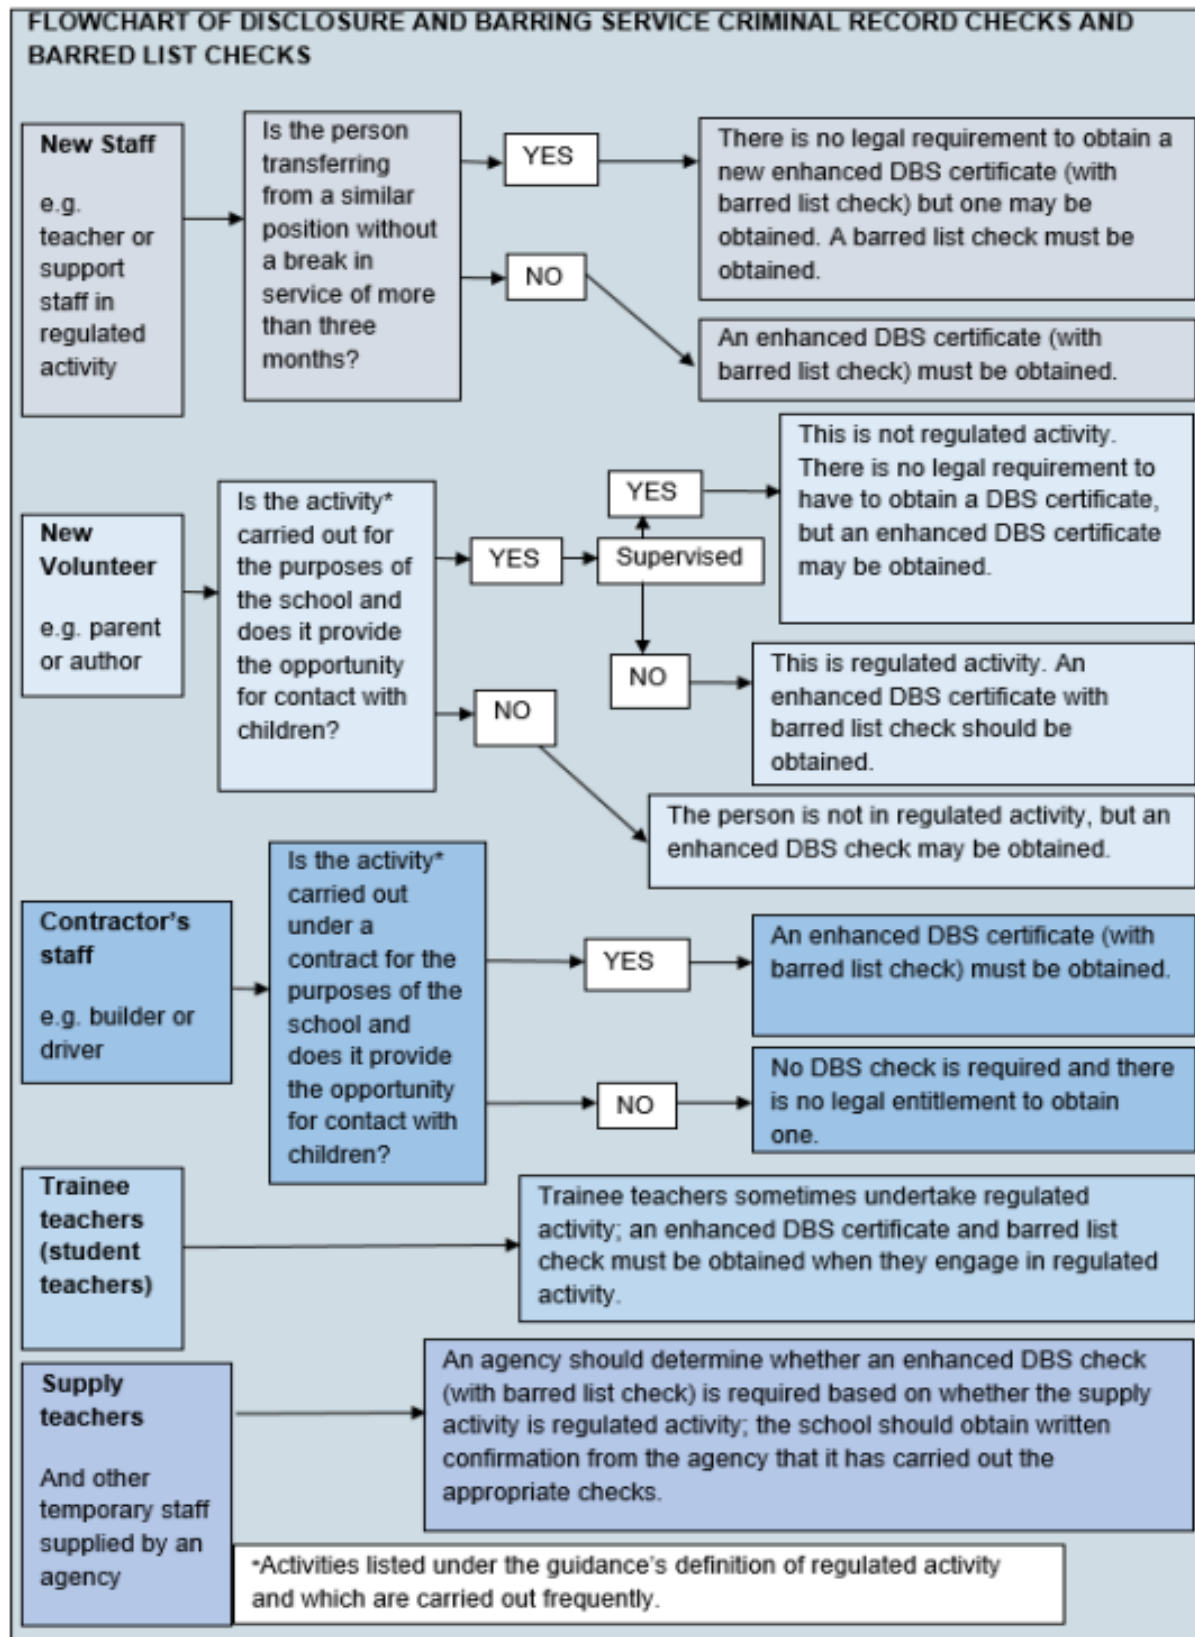 FLOWCHART OF DISCLOSURE AND BARRING SERVICE CRIMINAL RECORD CHECKS AND
BARRED LIST CHECKS
New Staff
e.g.
teacher or
support
staff in
regulated
activity
Is the person
transferring
from a similar
position without
a break in
service of more
than three
months?
YES
There is no legal requirement to obtain a
new enhanced DBS certificate (with
barred list check) but one may be
obtained. A barred list check must be
obtained.
NO
An enhanced DBS certificate (with
barred list check) must be obtained.
New
Volunteer
e.g. parent
or author
Is the activity*
carried out for
the purposes of
the school and
does it provide
the opportunity
for contact with
children?
YES
Supervised
YES
This is not regulated activity.
There is no legal requirement to
have to obtain a DBS certificate,
but an enhanced DBS certificate
may be obtained.
NO
This is regulated activity. An
enhanced DBS certificate with
barred list check should be
obtained.
NO
The person is not in regulated activity, but an
enhanced DBS check may be obtained.
Contractor's
staff
e.g. builder or
driver
Is the activity*
carried out
under a
contract for the
purposes of the
school and
does it provide
the opportunity
for contact with
children?
YES
An enhanced DBS certificate (with
barred list check) must be obtained.
NO
No DBS check is required and there
is no legal entitlement to obtain
one.
Trainee
teachers
(student
teachers)
Trainee teachers sometimes undertake regulated
activity; an enhanced DBS certificate and barred list
check must be obtained when they engage in regulated
activity.
Supply
teachers
And other
temporary staff
supplied by an
agency
An agency should determine whether an enhanced DBS check
(with barred list check) is required based on whether the supply
activity is regulated activity; the school should obtain written
confirmation from the agency that it has carried out the
appropriate checks.
*Activities listed under the guidance's definition of regulated activity
and which are carried out frequently.